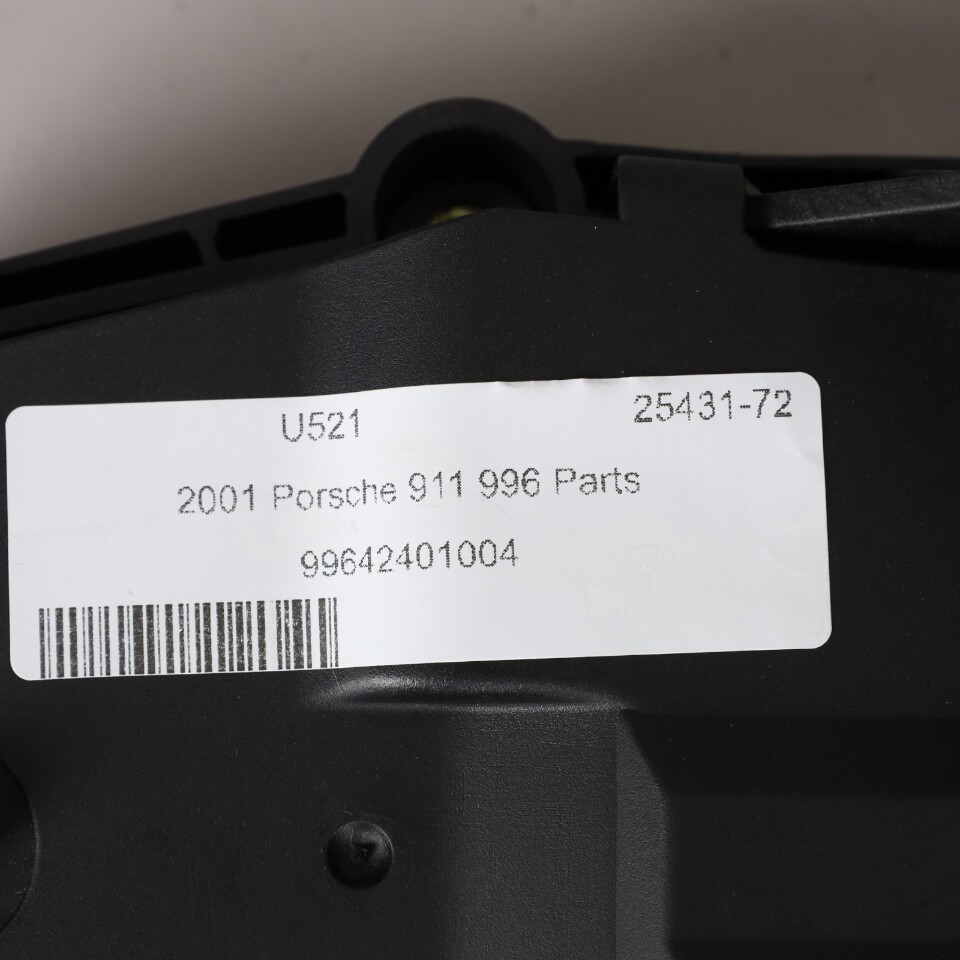 U521 25431-72
2001 Porsche 911 996 Parts
99642401004